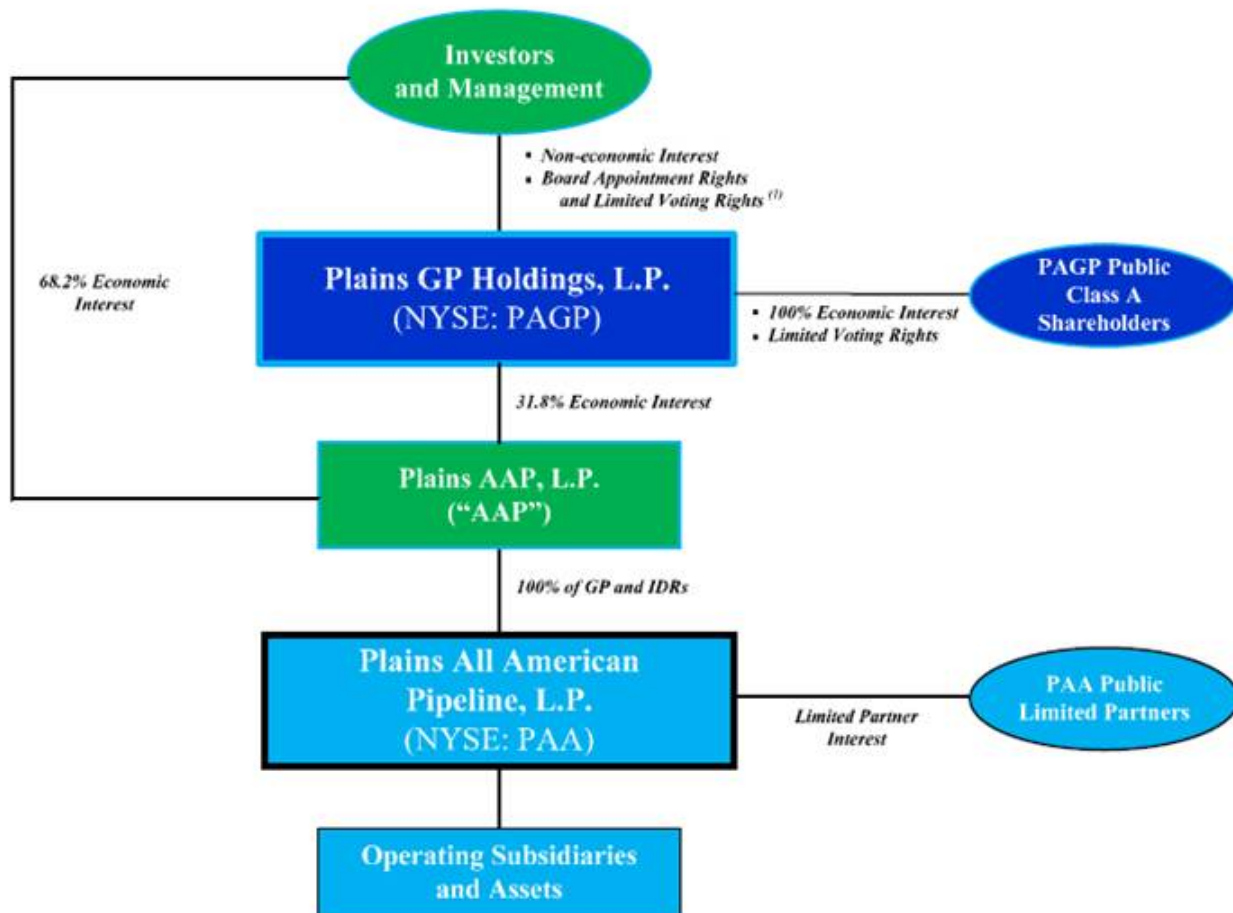 Investors
and Management
▪ Non-economic Interest
▪ Board Appointment Rights
and Limited Voting Rights (1)
68.2% Economic
Interest
Plains GP Holdings, L.P.
(NYSE: PAGP)
PAGP Public
Class A
Shareholders
▪ 100% Economic Interest
▪ Limited Voting Rights
31.8% Economic Interest
Plains AAP, L.P.
(“AAP”)
100% of GP and IDRs
Plains All American
Pipeline, L.P.
(NYSE: PAA)
PAA Public
Limited Partners
Limited Partner
Interest
Operating Subsidiaries
and Assets